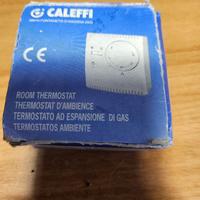 CALEFFI
CE
ROOM THERMOSTAT
THERMOSTAT D'AMBIENCE
TERMOSTATO AD ESPANSIONE DI GAS
TERMOSTATOS AMBIENTE